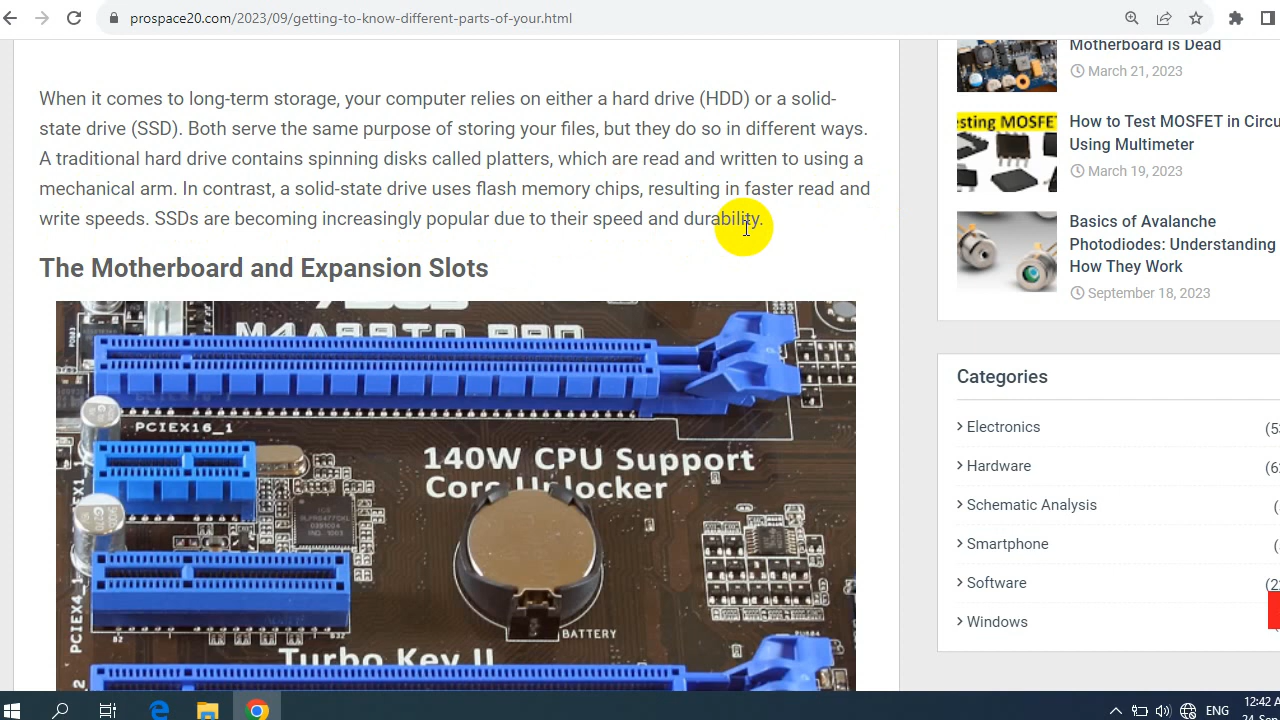 prospace20.com/2023/09/getting-to-know-different-parts-of-your.html
When it comes to long-term storage, your computer relies on either a hard drive (HDD) or a solid-
state drive (SSD). Both serve the same purpose of storing your files, but they do so in different ways.
A traditional hard drive contains spinning disks called platters, which are read and written to using a
mechanical arm. In contrast, a solid-state drive uses flash memory chips, resulting in faster read and
write speeds. SSDs are becoming increasingly popular due to their speed and durability.
The Motherboard and Expansion Slots
M4A88TD PRO
PCIEX16_1
PCIEX1_1
140W CPU Support
Core Unlocker
PCIEX4_1
BATTERY
Turbo Key II
Motherboard is Dead
March 21, 2023
esting MOSFET
How to Test MOSFET in Circu
Using Multimeter
March 19, 2023
Basics of Avalanche
Photodiodes: Understanding
How They Work
September 18, 2023
Categories
Electronics
Hardware
Schematic Analysis
Smartphone
Software
Windows
ENG
12:42 A